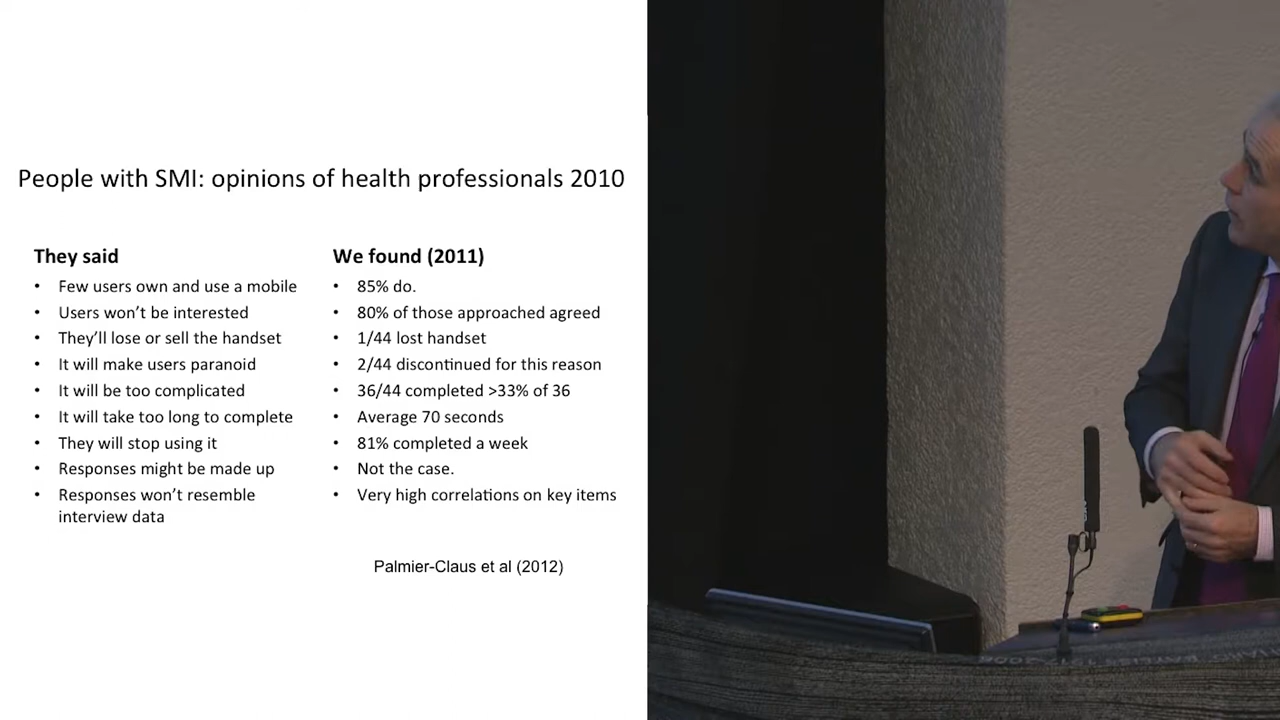 People with SMI: opinions of health professionals 2010
They said
• Few users own and use a mobile
• Users won't be interested
• They'll lose or sell the handset
• It will make users paranoid
• It will be too complicated
• It will take too long to complete
• They will stop using it
• Responses might be made up
• Responses won't resemble
interview data
We found (2011)
• 85% do.
• 80% of those approached agreed
• 1/44 lost handset
• 2/44 discontinued for this reason
• 36/44 completed >33% of 36
• Average 70 seconds
• 81% completed a week
• Not the case.
• Very high correlations on key items
Palmier-Claus et al (2012)